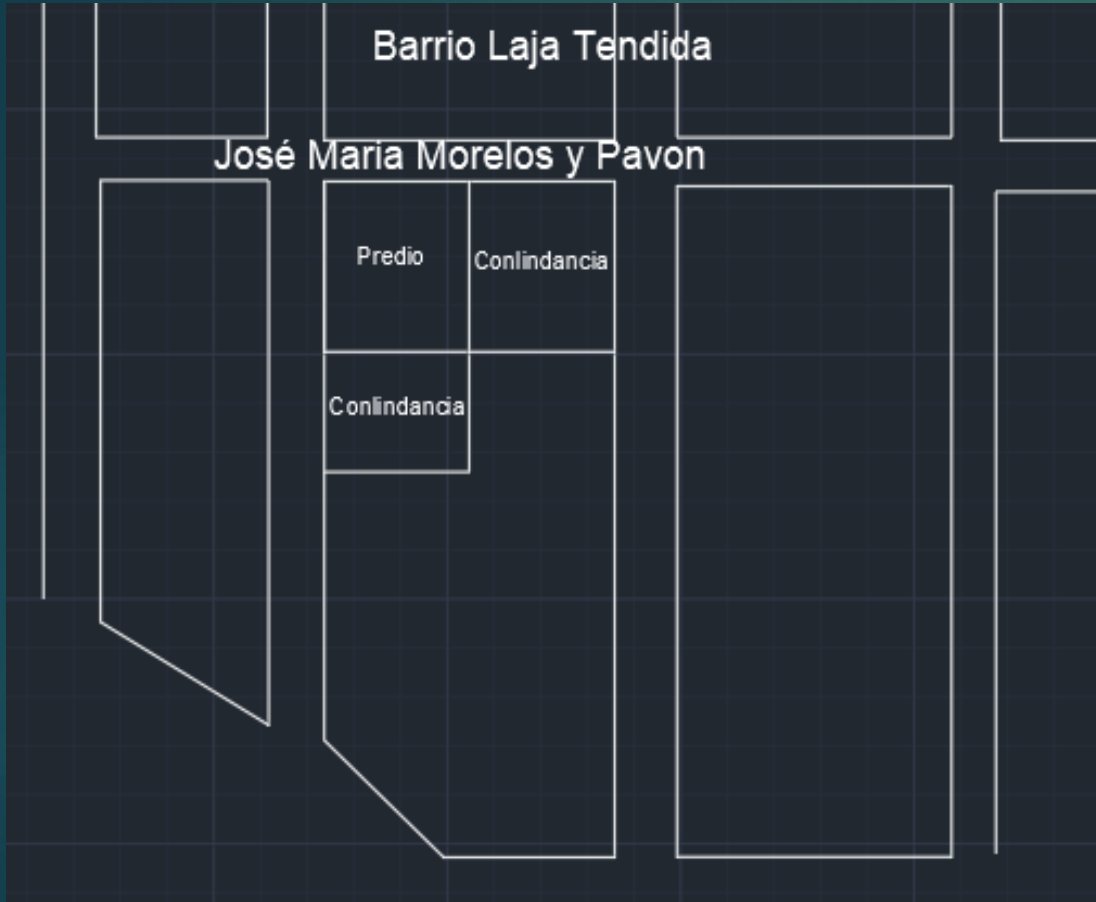 Barrio Laja Tendida
José Maria Morelos y Pavon
Predio
Conlindancia
Conlindancia